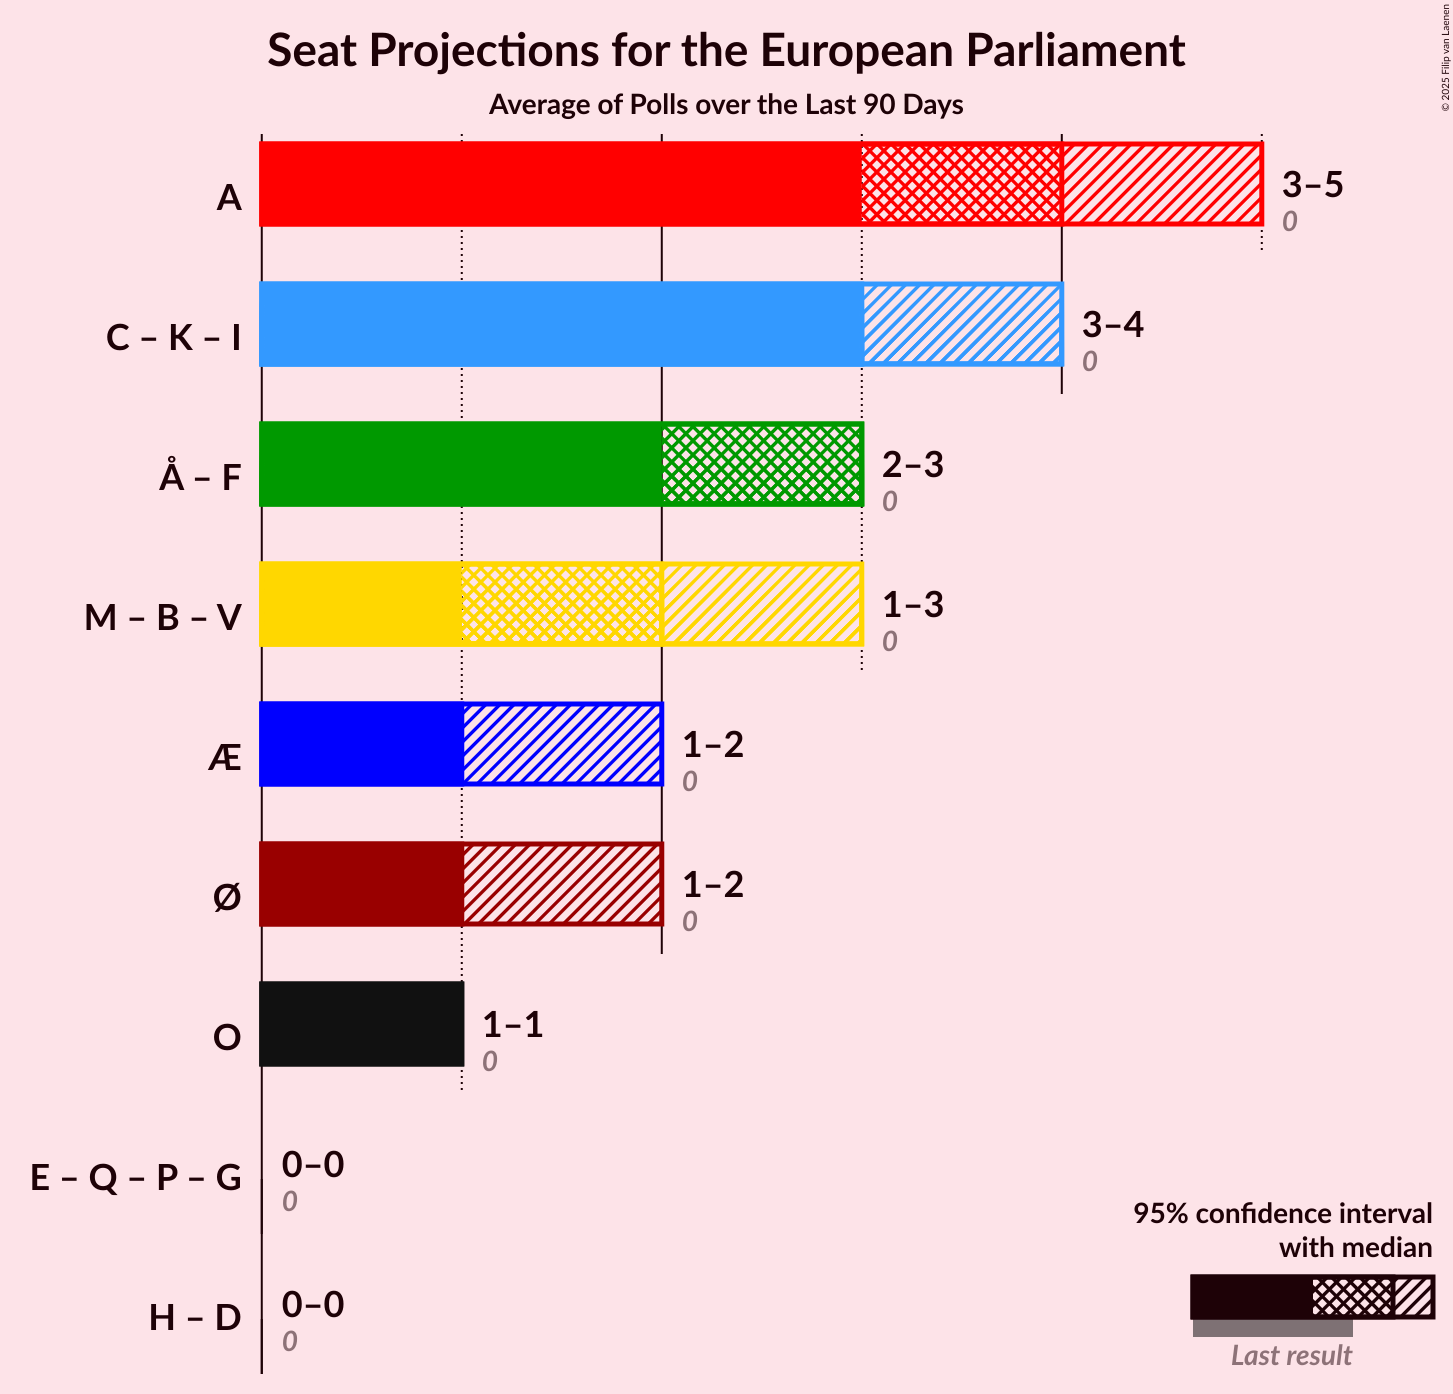 Seat Projections for the European Parliament
Average of Polls over the Last 90 Days
© 2025 Filip van Laenen
A
3–5
0
C – K – I
3–4
0
Å – F
2–3
0
M – B – V
1–3
0
Æ
1–2
0
Ø
1–2
0
O
1–1
0
E – Q – P – G
0–0
0
H – D
0–0
0
95% confidence interval
with median
Last result